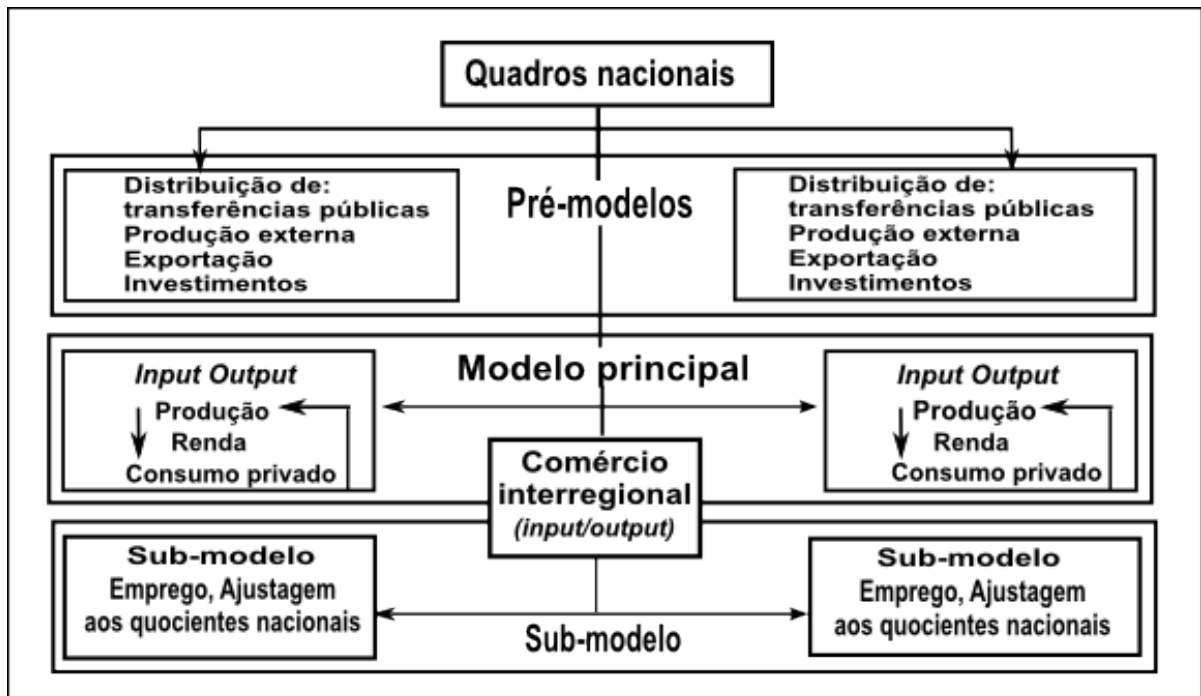 Quadros nacionais
Distribuição de:
transferências públicas
Produção externa
Exportação
Investimentos
Pré-modelos
Distribuição de:
transferências públicas
Produção externa
Exportação
Investimentos
Modelo principal
Input Output
Produção
Renda
Consumo privado
Comércio
interregional
(input/output)
Input Output
Produção
Renda
Consumo privado
Sub-modelo
Emprego, Ajustagem
aos quocientes nacionais
Sub-modelo
Sub-modelo
Emprego, Ajustagem
aos quocientes nacionais